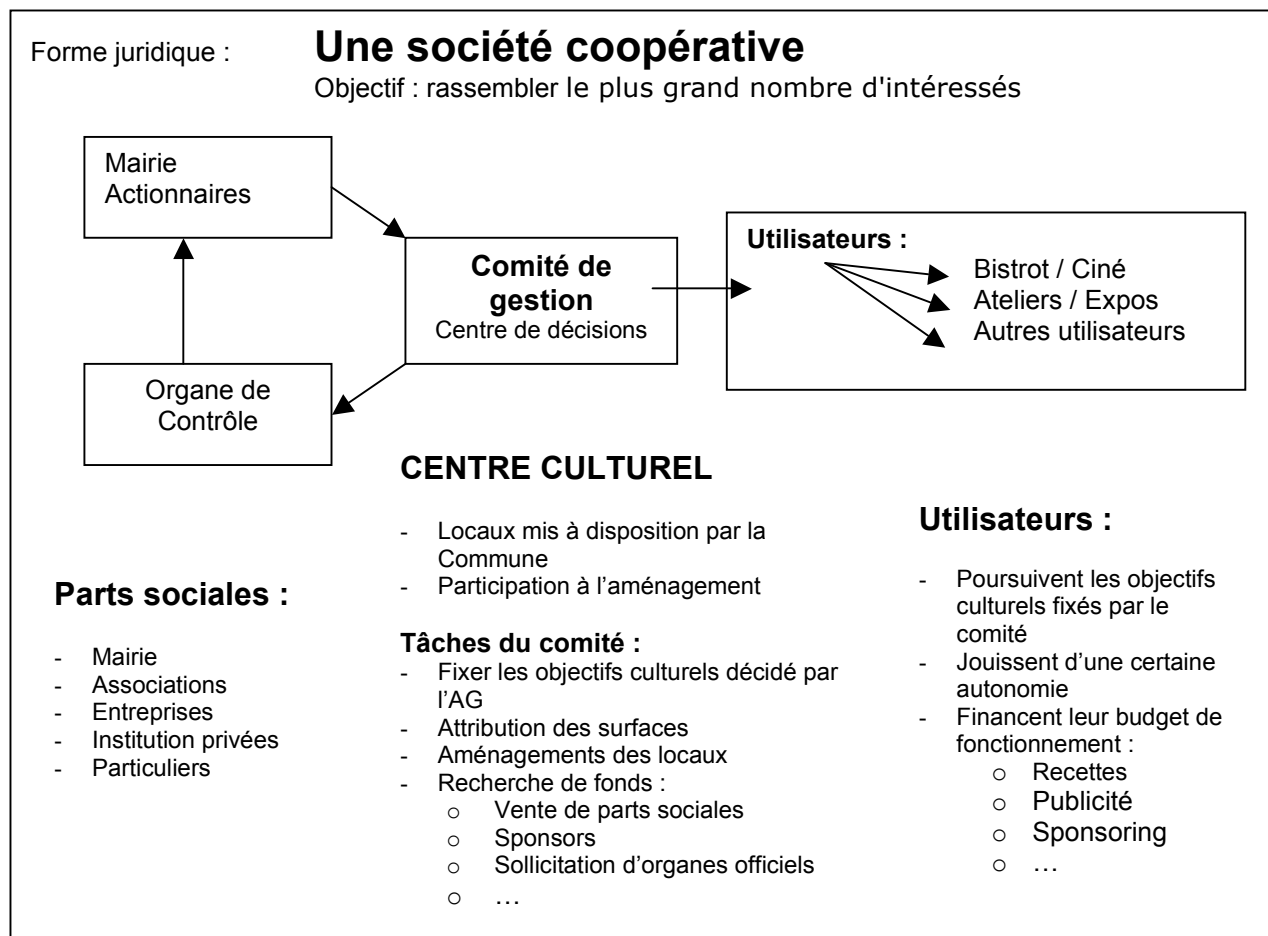 Forme juridique : Une société coopérative
Objectif : rassembler le plus grand nombre d'intéressés
Mairie
Actionnaires
Comité de
gestion
Centre de décisions
Utilisateurs :
Bistrot / Ciné
Ateliers / Expos
Autres utilisateurs
Organe de
Contrôle
Parts sociales :
- Mairie
- Associations
- Entreprises
- Institution privées
- Particuliers
CENTRE CULTUREL
- Locaux mis à disposition par la
Commune
- Participation à l’aménagement
Tâches du comité :
- Fixer les objectifs culturels décidé par
l’AG
- Attribution des surfaces
- Aménagements des locaux
- Recherche de fonds :
o Vente de parts sociales
o Sponsors
o Sollicitation d’organes officiels
o …
Utilisateurs :
- Poursuivent les objectifs
culturels fixés par le
comité
- Jouissent d’une certaine
autonomie
- Financent leur budget de
fonctionnement :
o Recettes
o Publicité
o Sponsoring
o …